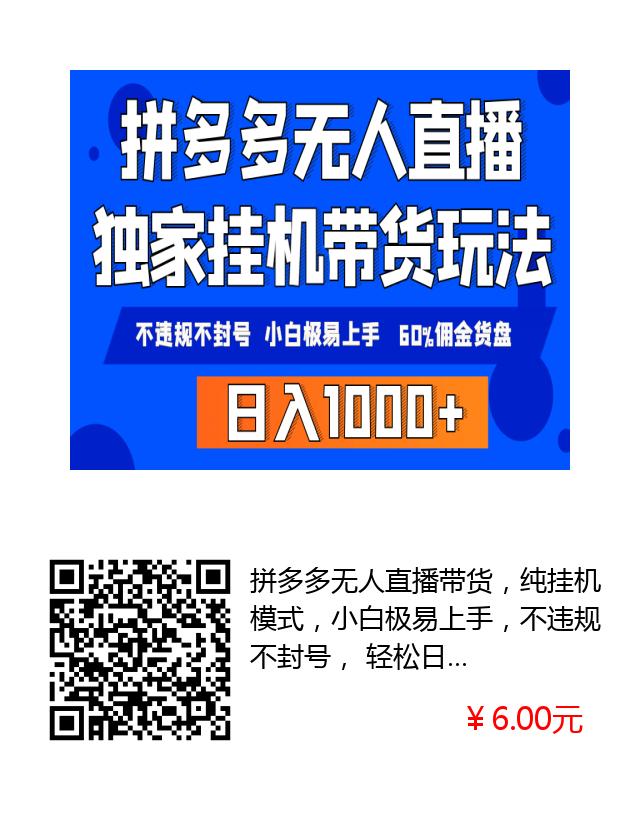 拼多多无人直播
独家挂机带货玩法
不违规不封号 小白极易上手 60%佣金货盘
日入1000+
拼多多无人直播带货，纯挂机
模式，小白极易上手，不违规
不封号， 轻松日...
￥6.00元